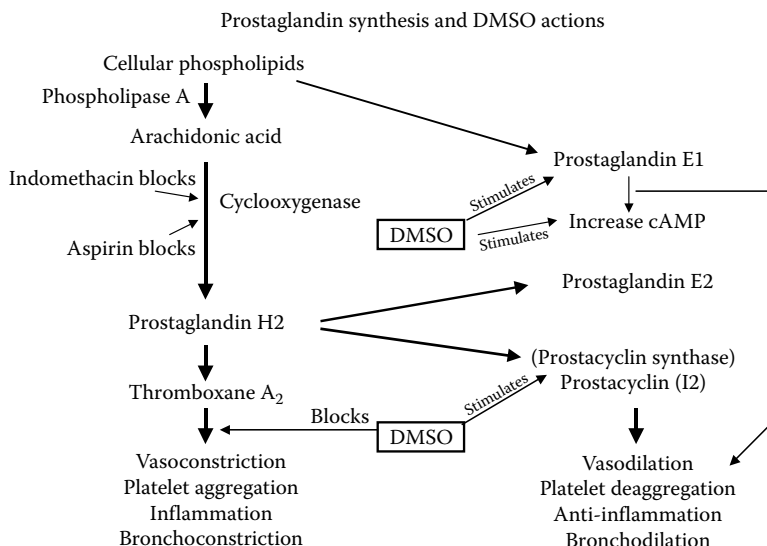 Prostaglandin synthesis and DMSO actions
Cellular phospholipids
Phospholipase A
Arachidonic acid
Indomethacin blocks
Cyclooxygenase
Aspirin blocks
Prostaglandin H2
Thromboxane A₂
Blocks
Vasoconstriction
Platelet aggregation
Inflammation
Bronchoconstriction
Prostaglandin E1
Stimulates
DMSO
Stimulates
Increase cAMP
Prostaglandin E2
(Prostacyclin synthase)
Prostacyclin (I2)
Stimulates
DMSO
Vasodilation
Platelet deaggregation
Anti-inflammation
Bronchodilation